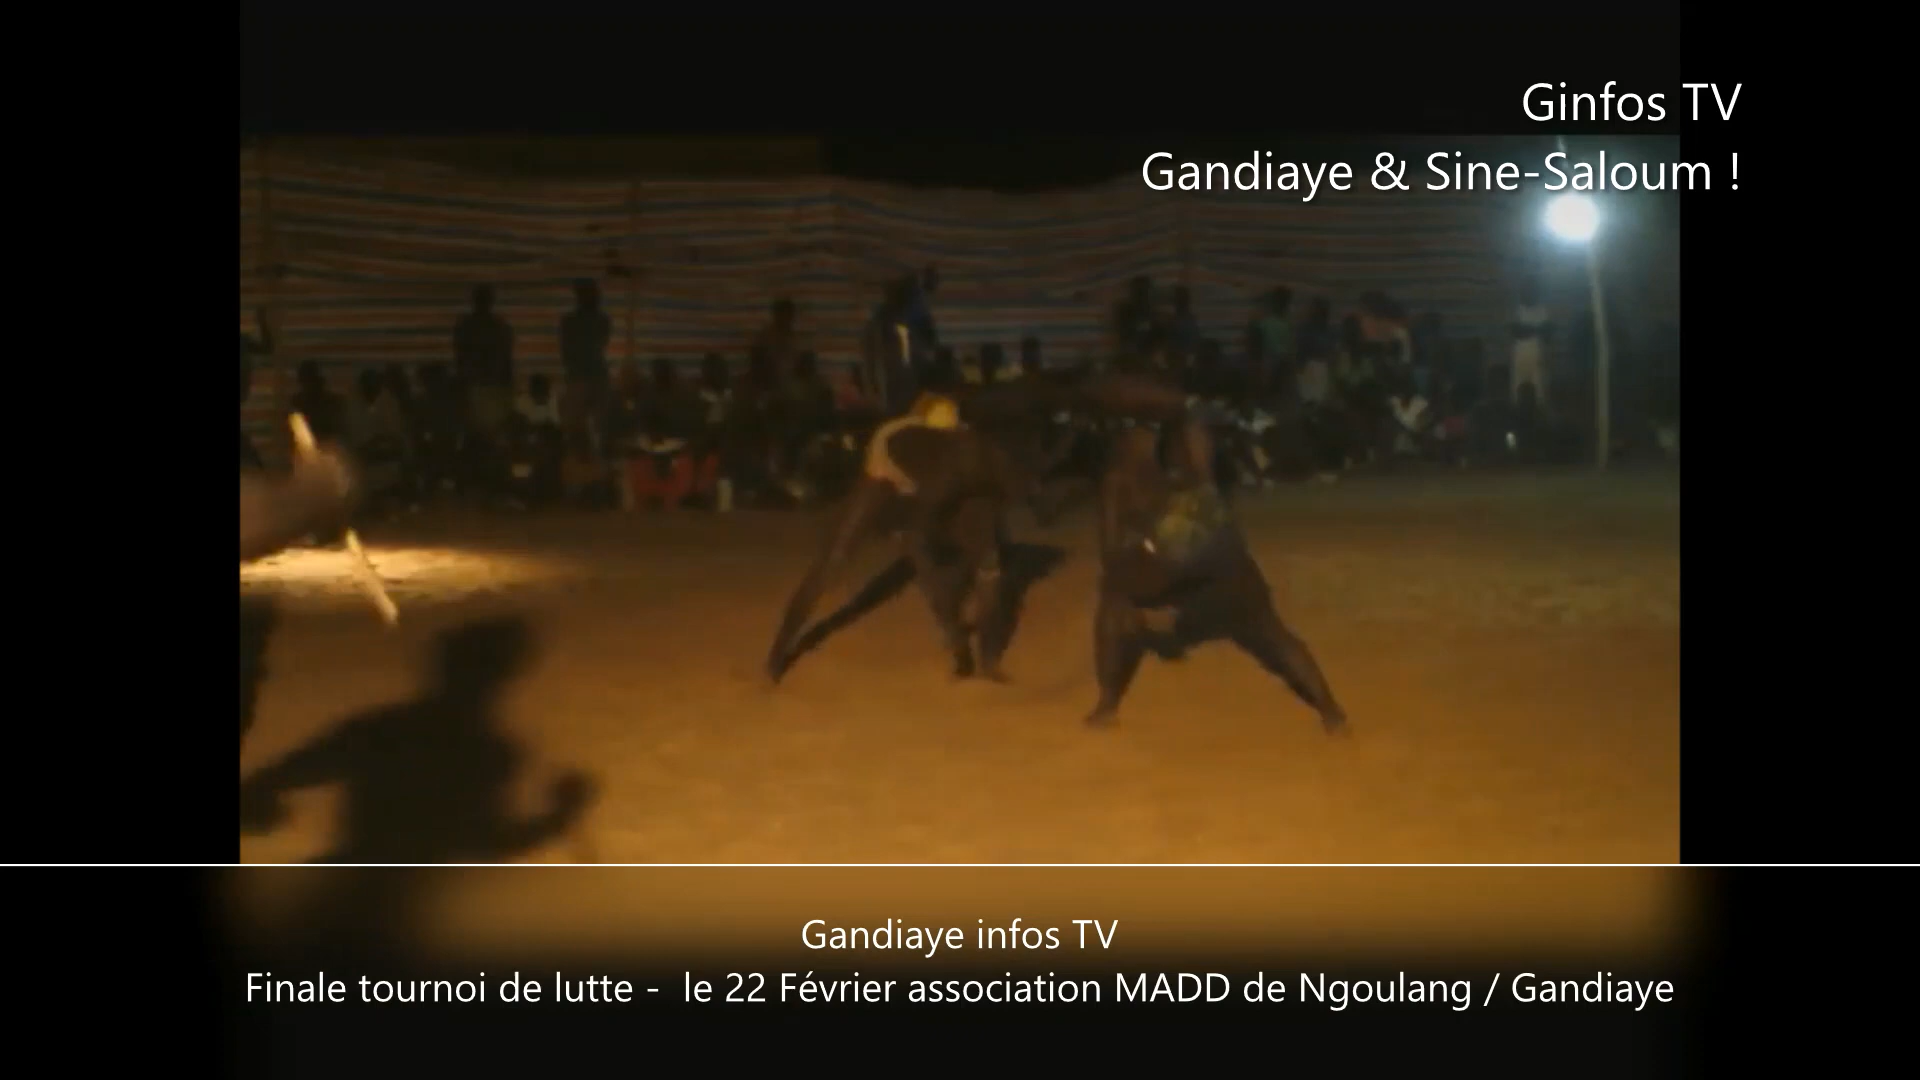 Ginfos TV
Gandiaye & Sine-Saloum !
Gandiaye infos TV
Finale tournoi de lutte -  le 22 Février association MADD de Ngoulang / Gandiaye